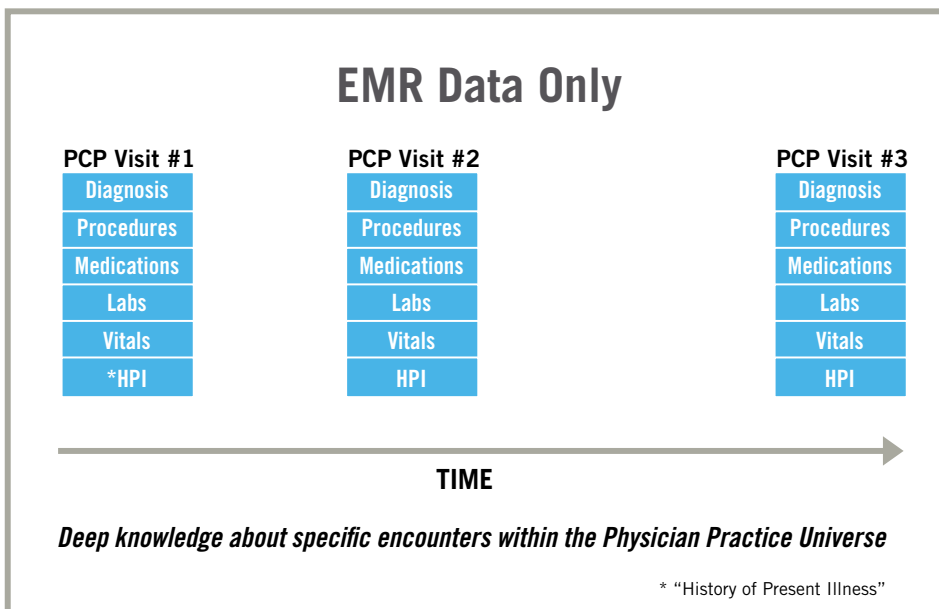 EMR Data Only
PCP Visit #1
Diagnosis
Procedures
Medications
Labs
Vitals
*HPI
PCP Visit #2
Diagnosis
Procedures
Medications
Labs
Vitals
HPI
PCP Visit #3
Diagnosis
Procedures
Medications
Labs
Vitals
HPI
TIME
Deep knowledge about specific encounters within the Physician Practice Universe
* “History of Present Illness”